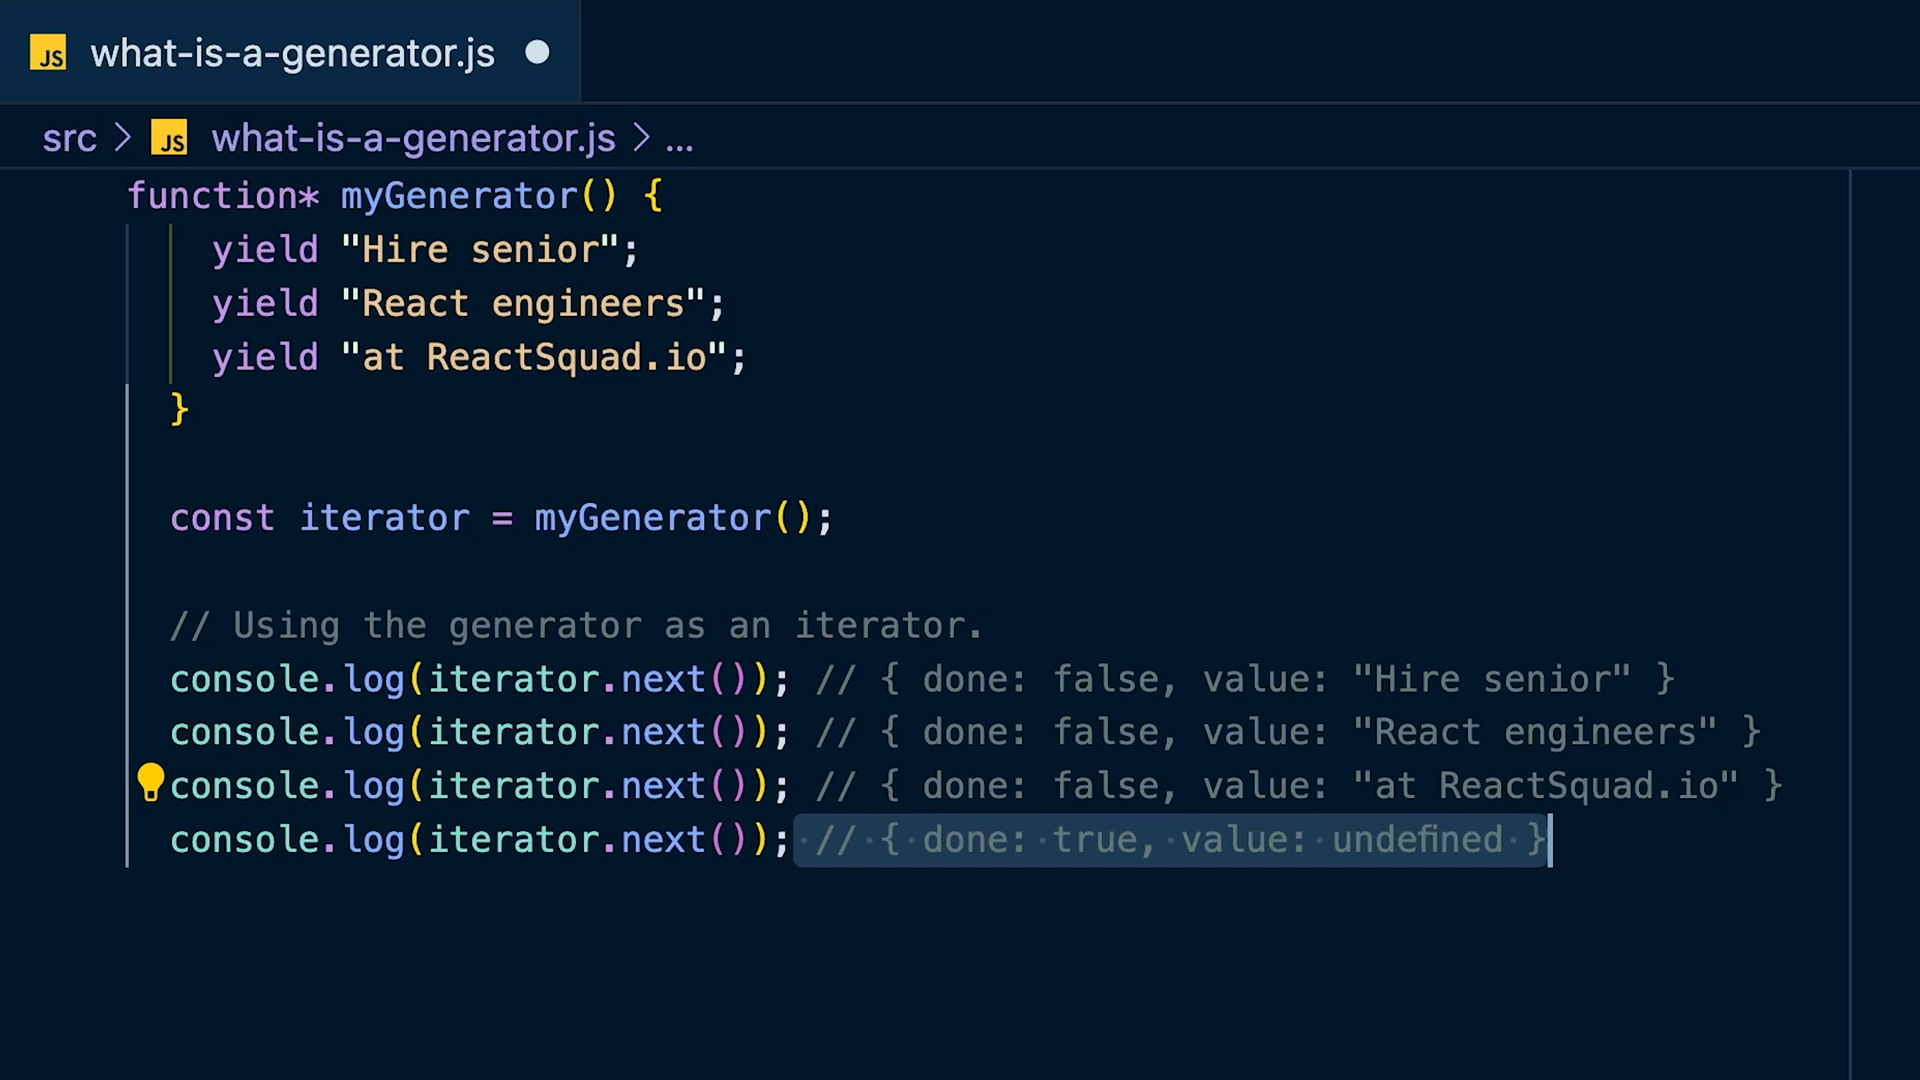 JS what-is-a-generator.js
src > JS what-is-a-generator.js > ...
function* myGenerator() {
yield "Hire senior";
yield "React engineers";
yield "at ReactSquad.io";
}
const iterator = myGenerator();
// Using the generator as an iterator.
console.log(iterator.next()); // { done: false, value: "Hire senior" }
console.log(iterator.next()); // { done: false, value: "React engineers" }
console.log(iterator.next()); // { done: false, value: "at ReactSquad.io" }
console.log(iterator.next()); // { done: true, value: undefined }